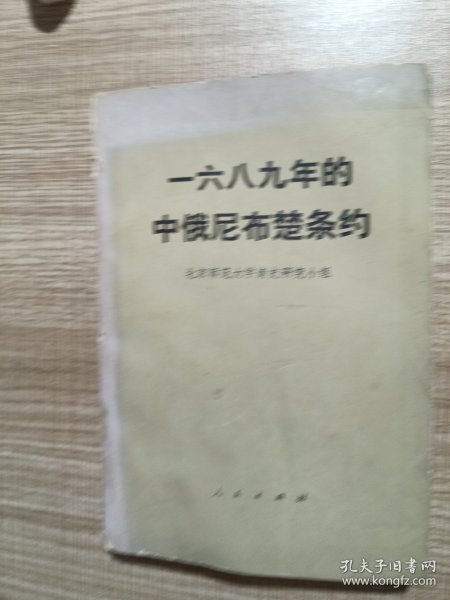 一六八九年的
中俄尼布楚条约
北京师范大学清史研究小组
人民出版社
孔夫子旧书网
www.kongfz.com